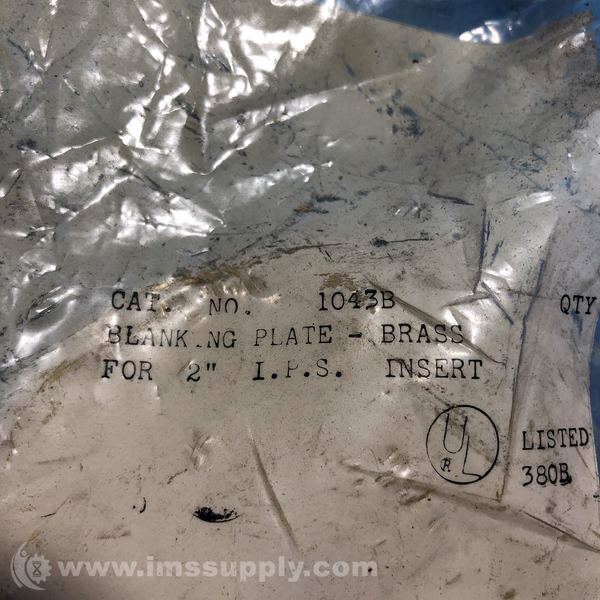 CAT. NO. 1043B QTY
BLANKING PLATE - BRASS
FOR 2" I.P.S. INSERT
UL R. LISTED
380B
www.imssupply.com